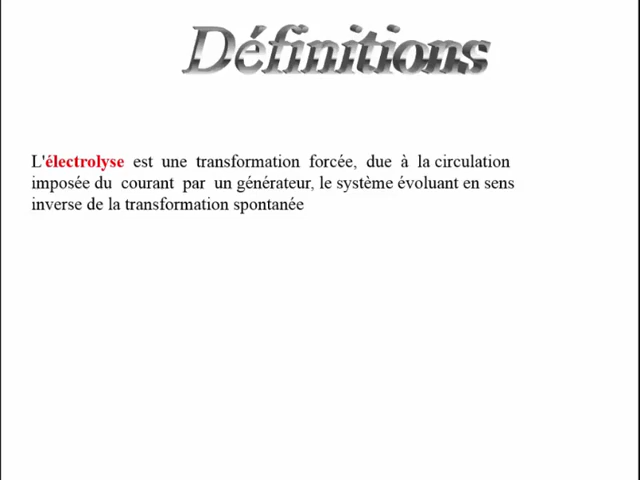 Définitions
L'électrolyse est une transformation forcée, due à la circulation
imposée du courant par un générateur, le système évoluant en sens
inverse de la transformation spontanée